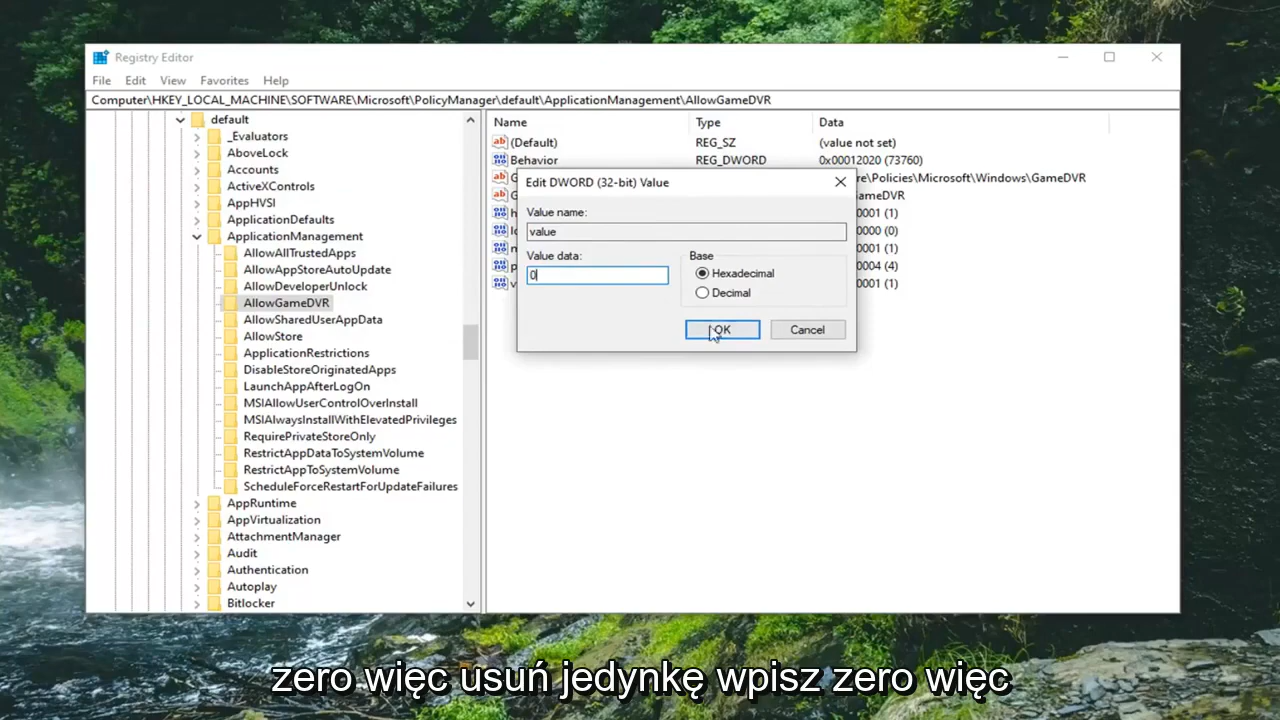 Registry Editor
File Edit View Favorites Help
Computer\HKEY_LOCAL_MACHINE\SOFTWARE\Microsoft\PolicyManager\default\ApplicationManagement\AllowGameDVR
default
_Evaluators
AboveLock
Accounts
ActiveXControls
AppHVSI
ApplicationDefaults
ApplicationManagement
AllowAllTrustedApps
AllowAppStoreAutoUpdate
AllowDeveloperUnlock
AllowGameDVR
AllowSharedUserAppData
AllowStore
ApplicationRestrictions
DisableStoreOriginatedApps
LaunchAppAfterLogOn
MSIAllowUserControlOverInstall
MSIAlwaysInstallWithElevatedPrivileges
RequirePrivateStoreOnly
RestrictAppDataToSystemVolume
RestrictAppToSystemVolume
ScheduleForceRestartForUpdateFailures
AppRuntime
AppVirtualization
AttachmentManager
Audit
Authentication
Autoplay
Bitlocker
Name Type Data
(Default) REG_SZ (value not set)
Behavior REG_DWORD 0x00012020 (73760)
re\Policies\Microsoft\Windows\GameDVR
ameDVR
0001 (1)
0000 (0)
0001 (1)
0004 (4)
0001 (1)
Edit DWORD (32-bit) Value
Value name:
value
Value data:
0
Base
Hexadecimal
Decimal
OK Cancel
zero więc usuń jedynkę wpisz zero więc